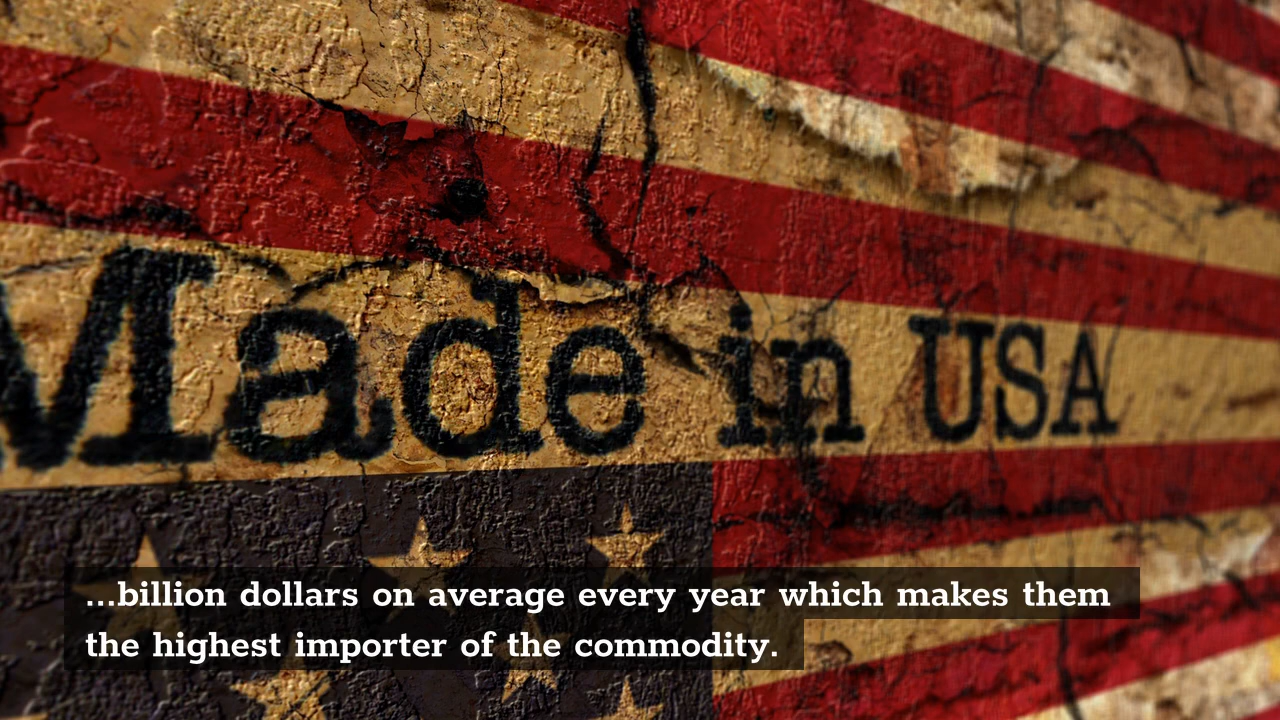 Made in USA
...billion dollars on average every year which makes them
the highest importer of the commodity.